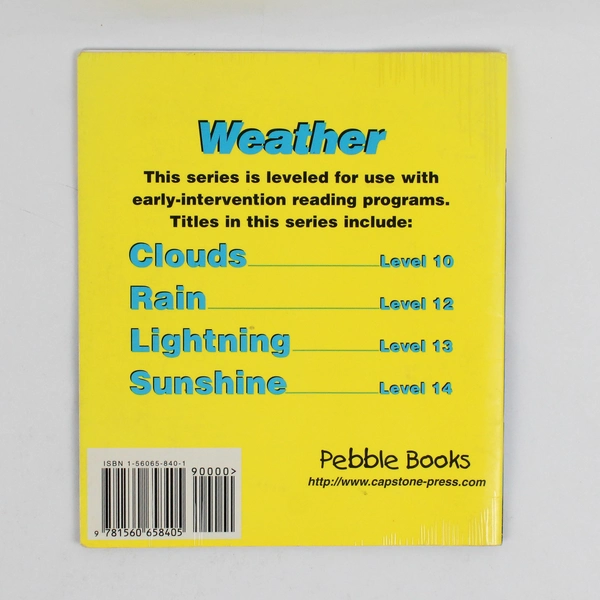 Weather
This series is leveled for use with
early-intervention reading programs.
Titles in this series include:
Clouds Level 10
Rain Level 12
Lightning Level 13
Sunshine Level 14
Pebble Books
http://www.capstone-press.com
ISBN 1-56065-840-1
90000>
9 781560 658405